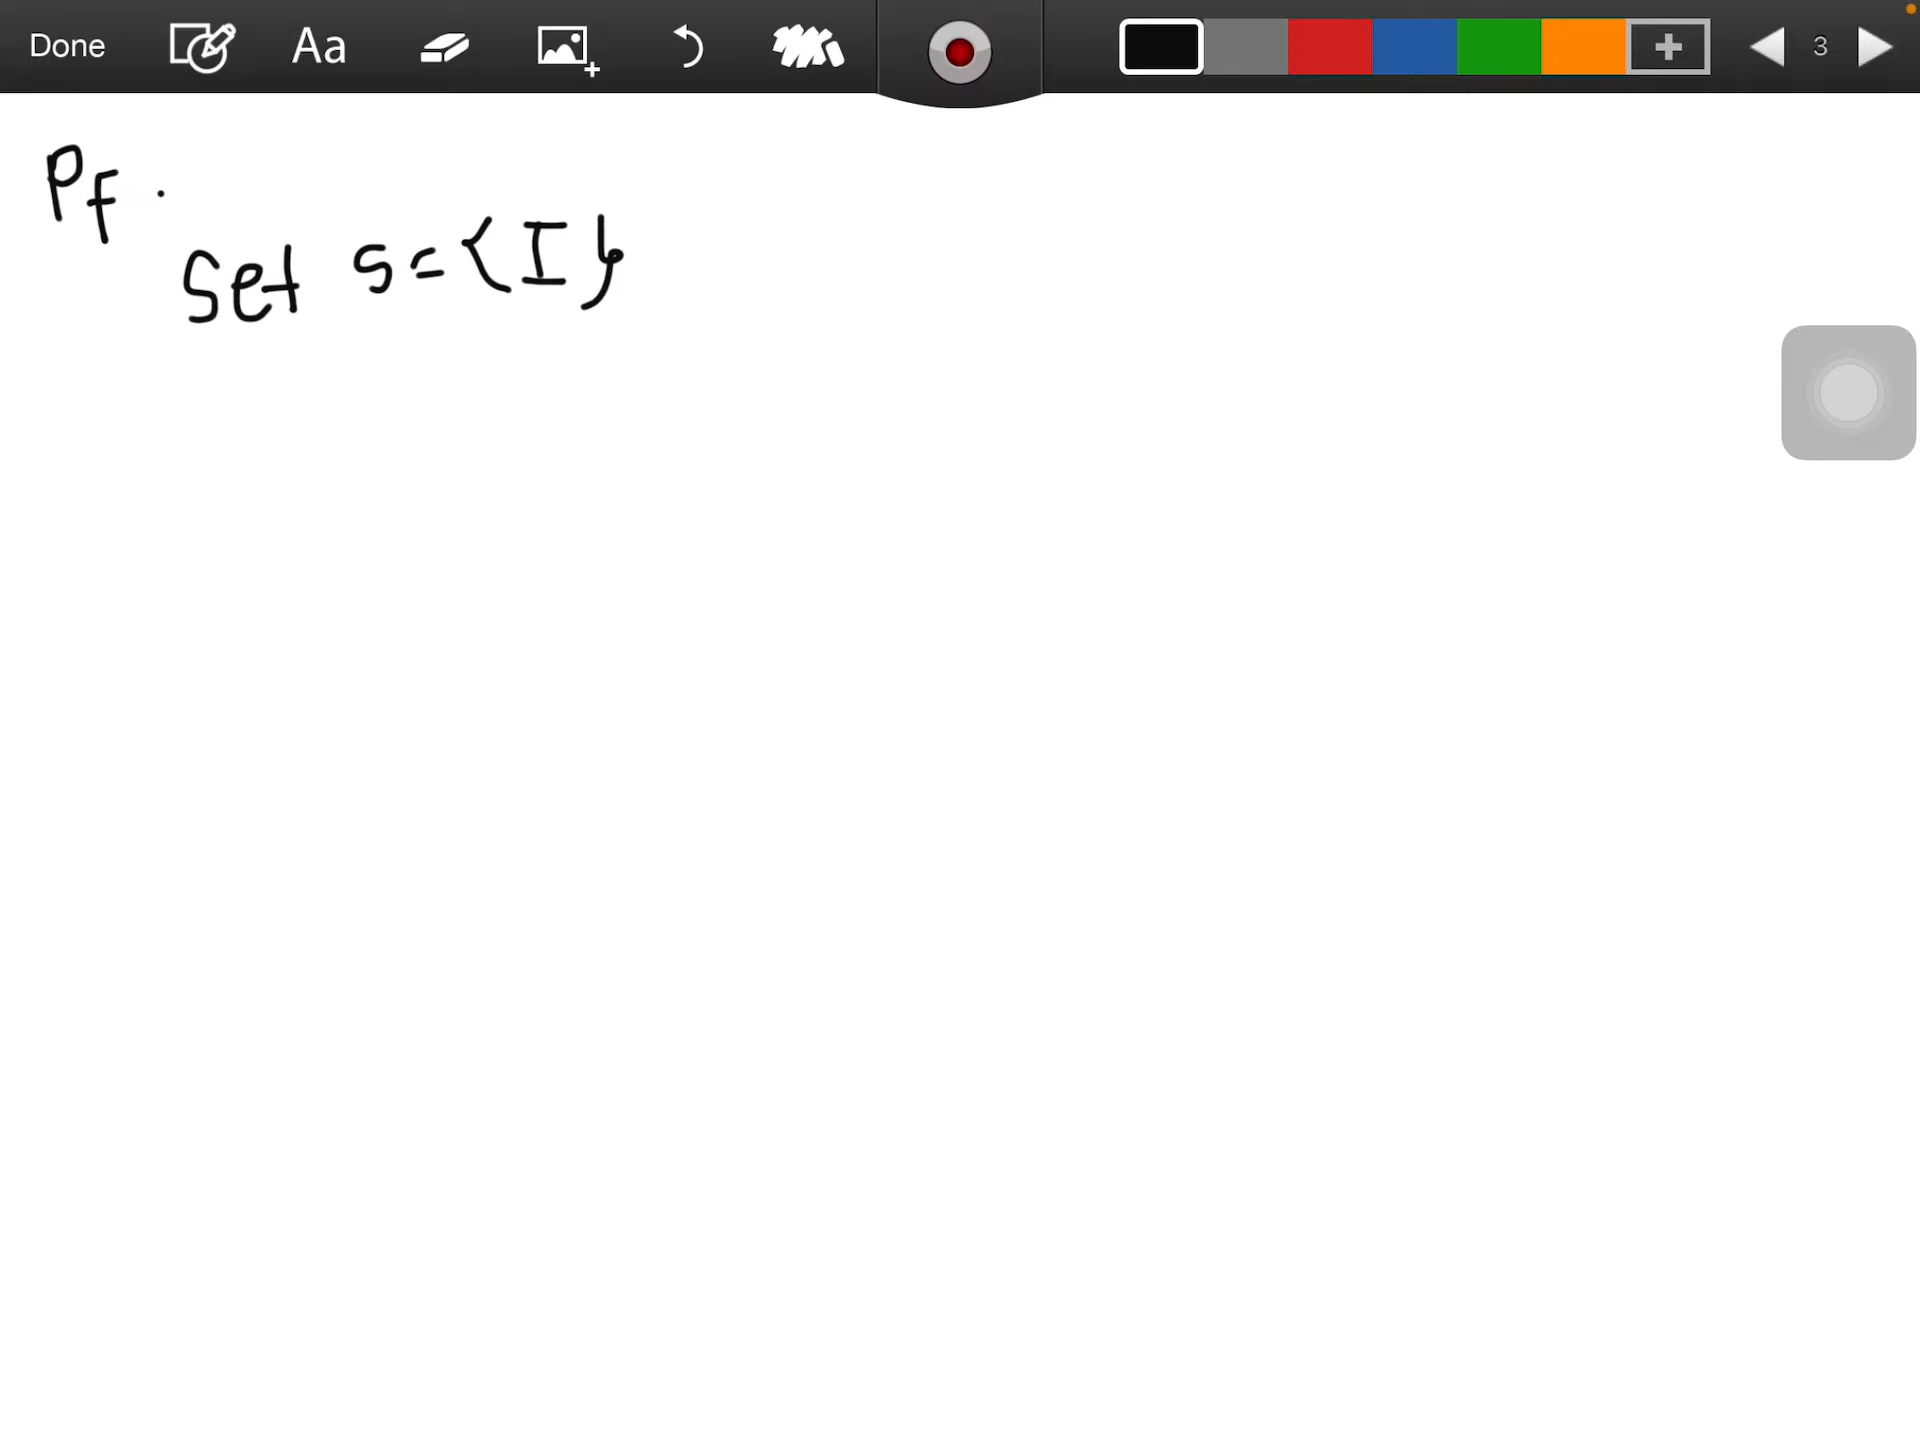 Done Aa 3
Pf .
Set s = {I}